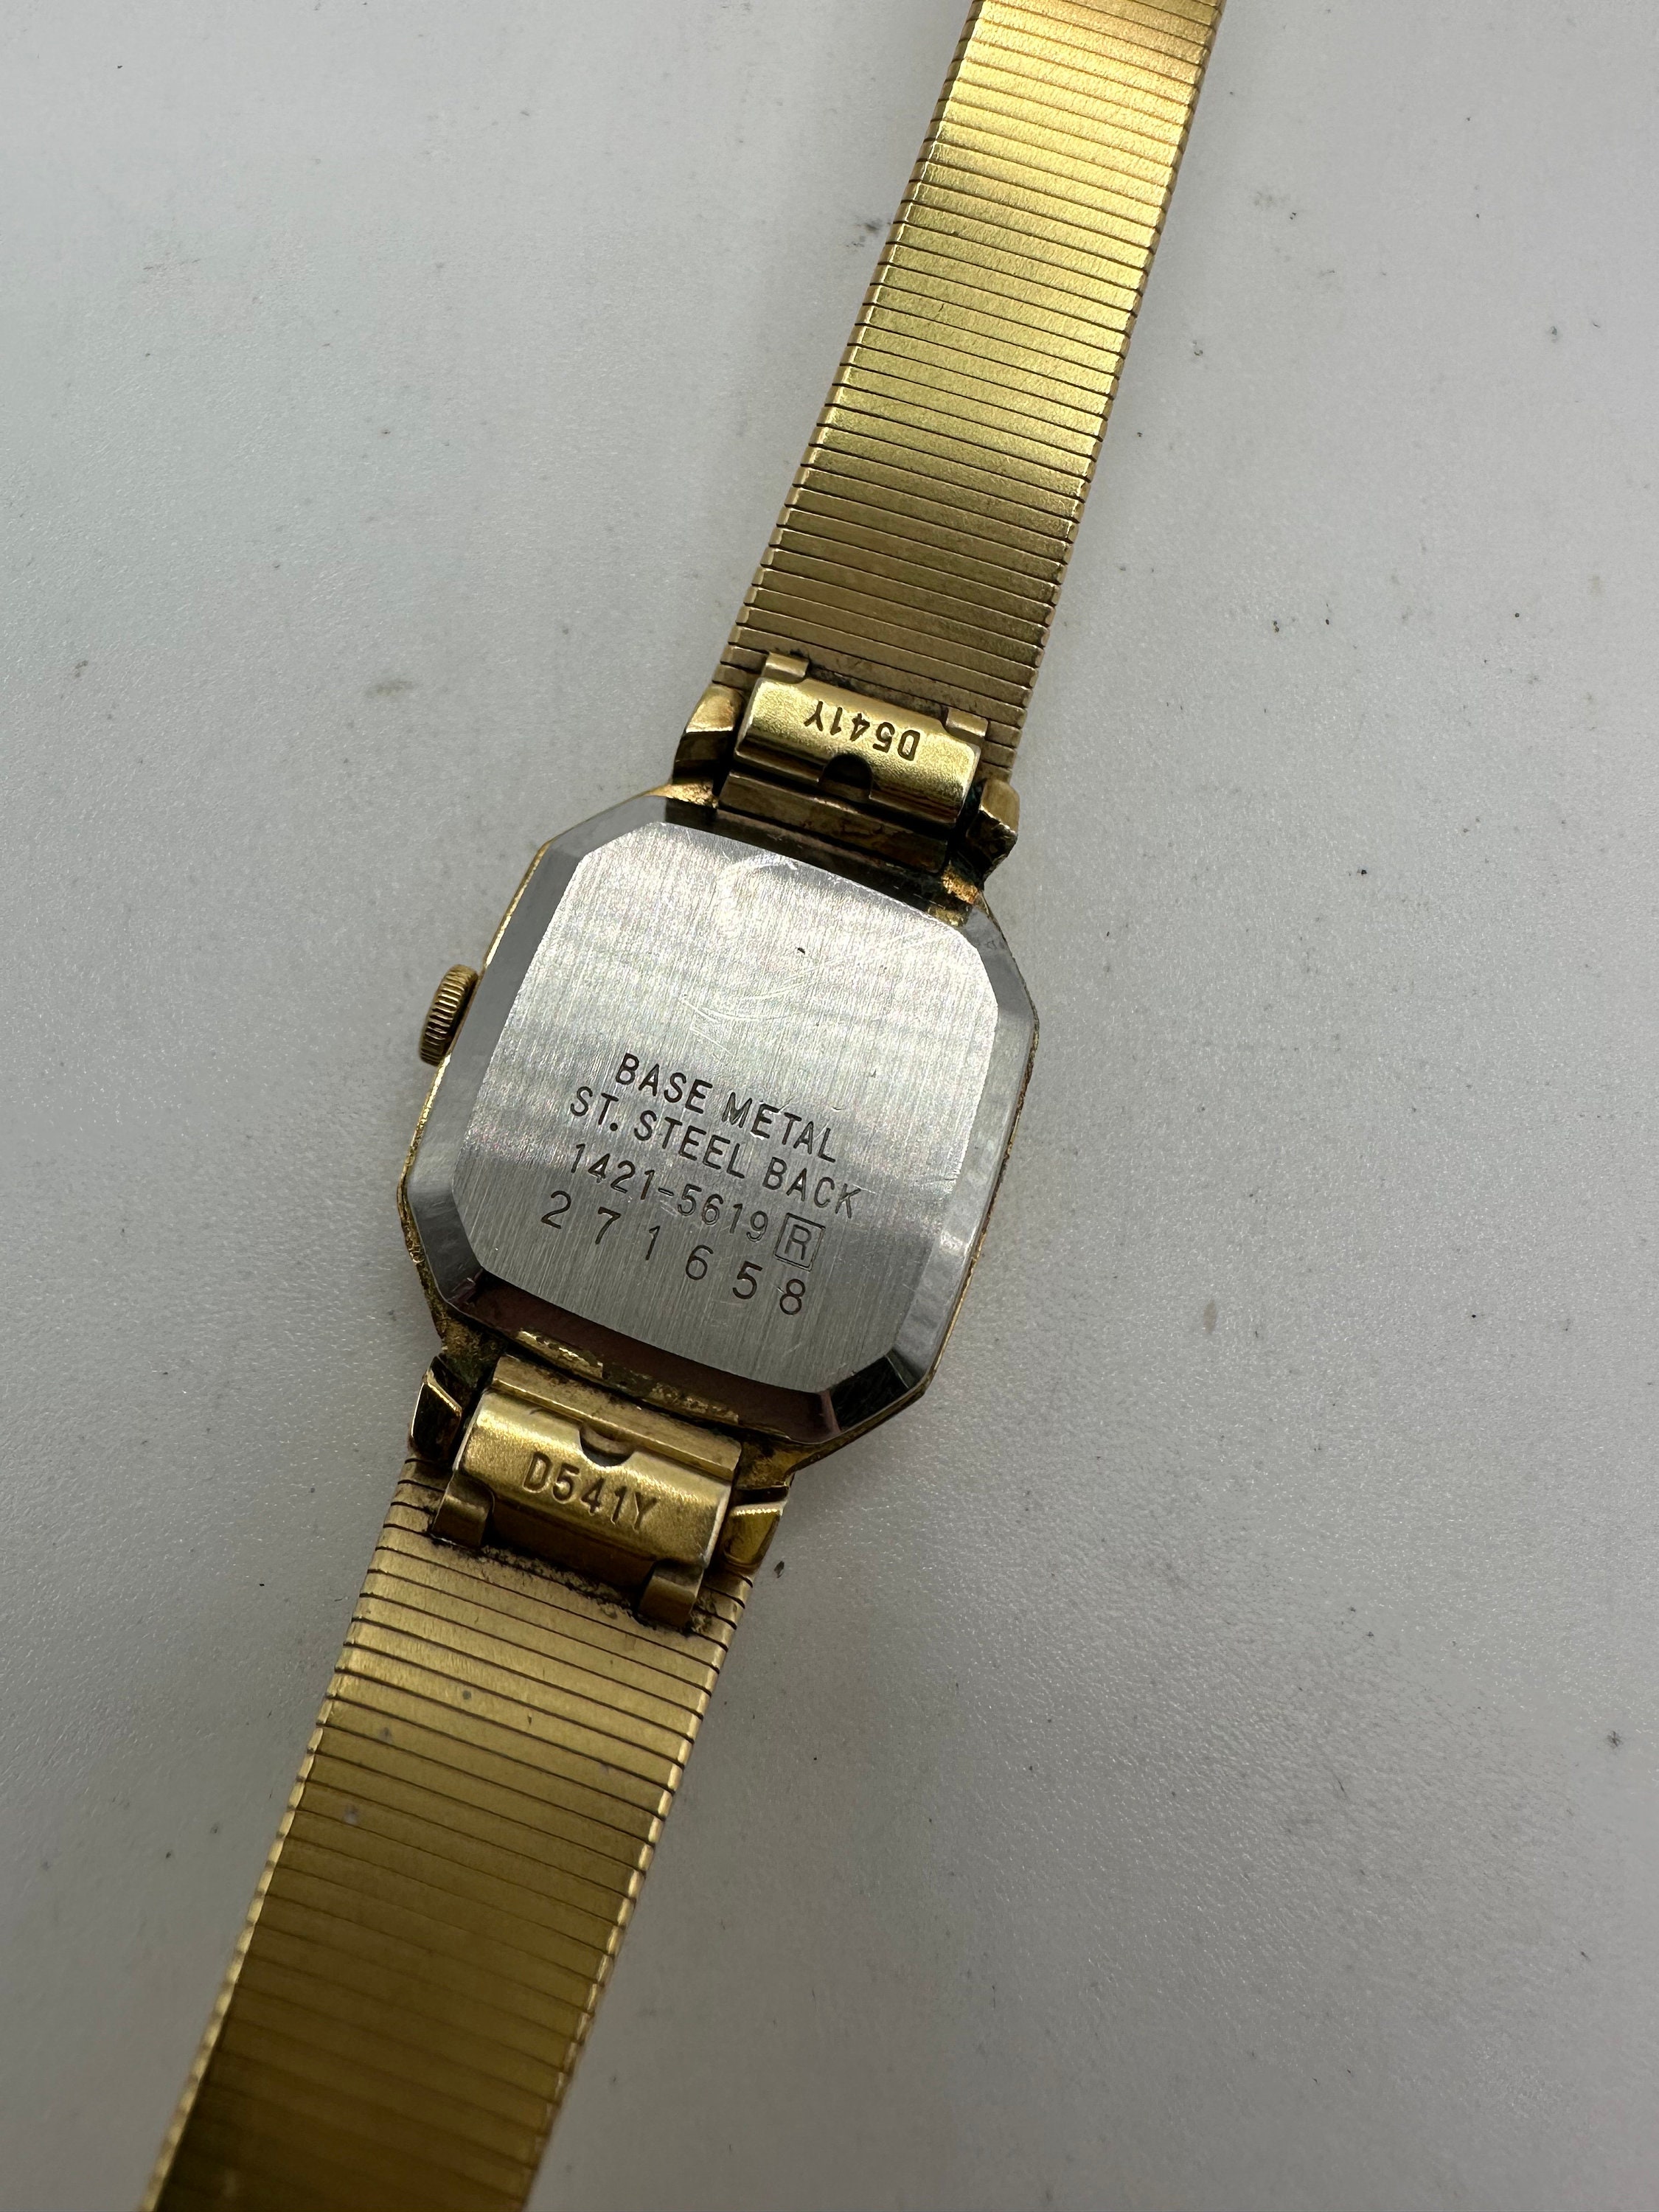 D541Y
BASE METAL
ST. STEEL BACK
1421-5619 R
271658
D541Y